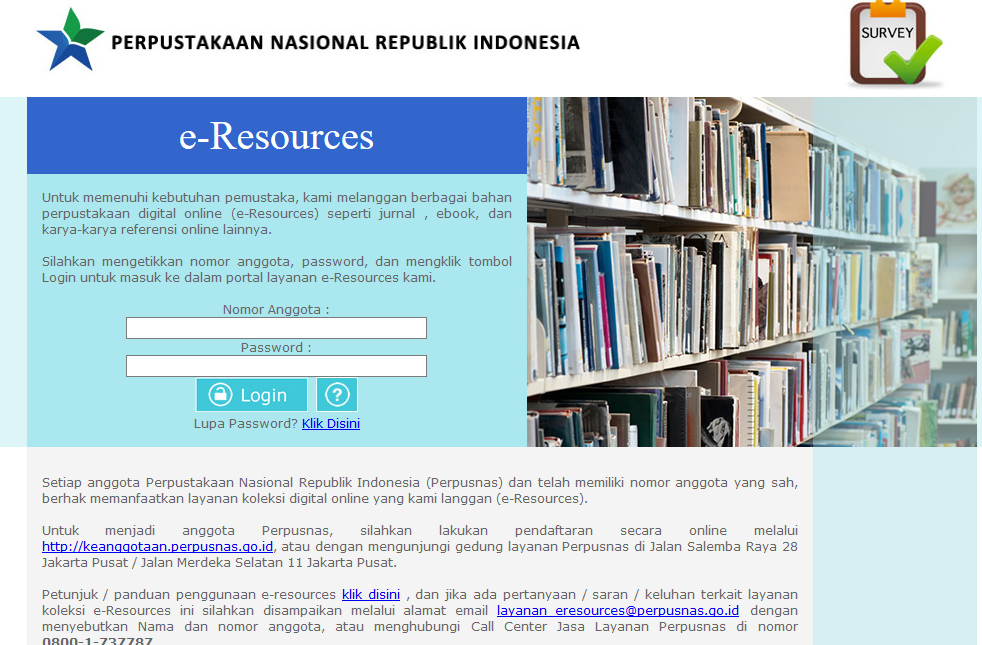 PERPUSTAKAAN NASIONAL REPUBLIK INDONESIA
SURVEY
e-Resources
Untuk memenuhi kebutuhan pemustaka, kami melanggan berbagai bahan
perpustakaan digital online (e-Resources) seperti jurnal , ebook, dan
karya-karya referensi online lainnya.
Silahkan mengetikkan nomor anggota, password, dan mengklik tombol
Login untuk masuk ke dalam portal layanan e-Resources kami.
Nomor Anggota :
Password :
Login ?
Lupa Password? Klik Disini
Setiap anggota Perpustakaan Nasional Republik Indonesia (Perpusnas) dan telah memiliki nomor anggota yang sah,
berhak memanfaatkan layanan koleksi digital online yang kami langgan (e-Resources).
Untuk menjadi anggota Perpusnas, silahkan lakukan pendaftaran secara online melalui
http://keanggotaan.perpusnas.go.id, atau dengan mengunjungi gedung layanan Perpusnas di Jalan Salemba Raya 28
Jakarta Pusat / Jalan Merdeka Selatan 11 Jakarta Pusat.
Petunjuk / panduan penggunaan e-resources klik disini , dan jika ada pertanyaan / saran / keluhan terkait layanan
koleksi e-Resources ini silahkan disampaikan melalui alamat email layanan_eresources@perpusnas.go.id dengan
menyebutkan Nama dan nomor anggota, atau menghubungi Call Center Jasa Layanan Perpusnas di nomor
0800-1-737787